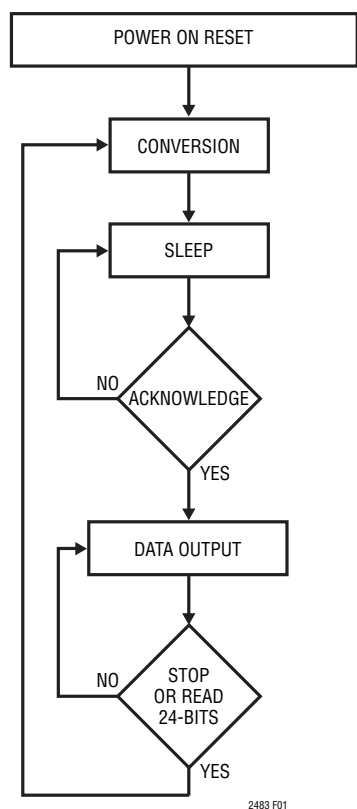 POWER ON RESET
CONVERSION
SLEEP
NO
ACKNOWLEDGE
YES
DATA OUTPUT
NO
STOP
OR READ
24-BITS
YES
2483 F01